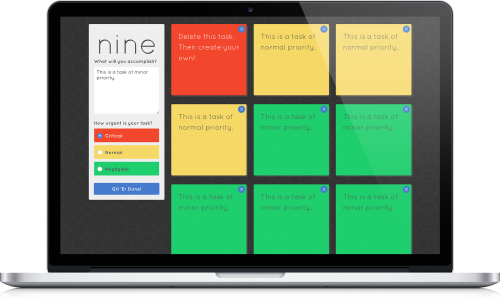 nine
What will you accomplish?
This is a task of minor
priority.
How urgent is your task?
Critical
Normal
Negligible
Git 'Er Done!
Delete this task.
Then create your
own!
This is a task of
normal priority.
This is a task of
normal priority.
This is a task of
normal priority.
This is a task of
minor priority.
This is a task of
minor priority.
This is a task of
minor priority.
This is a task of
minor priority.
This is a task of
minor priority.